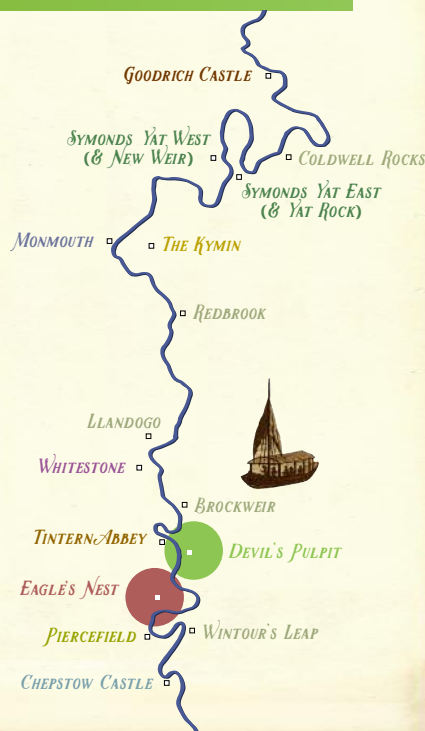 Goodrich Castle
Symonds Yat West
(& New Weir)
Coldwell Rocks
Symonds Yat East
(& Yat Rock)
Monmouth
The Kymin
Redbrook
Llandogo
Whitestone
Brockweir
Tintern Abbey
Devil's Pulpit
Eagle's Nest
Piercefield
Wintour's Leap
Chepstow Castle